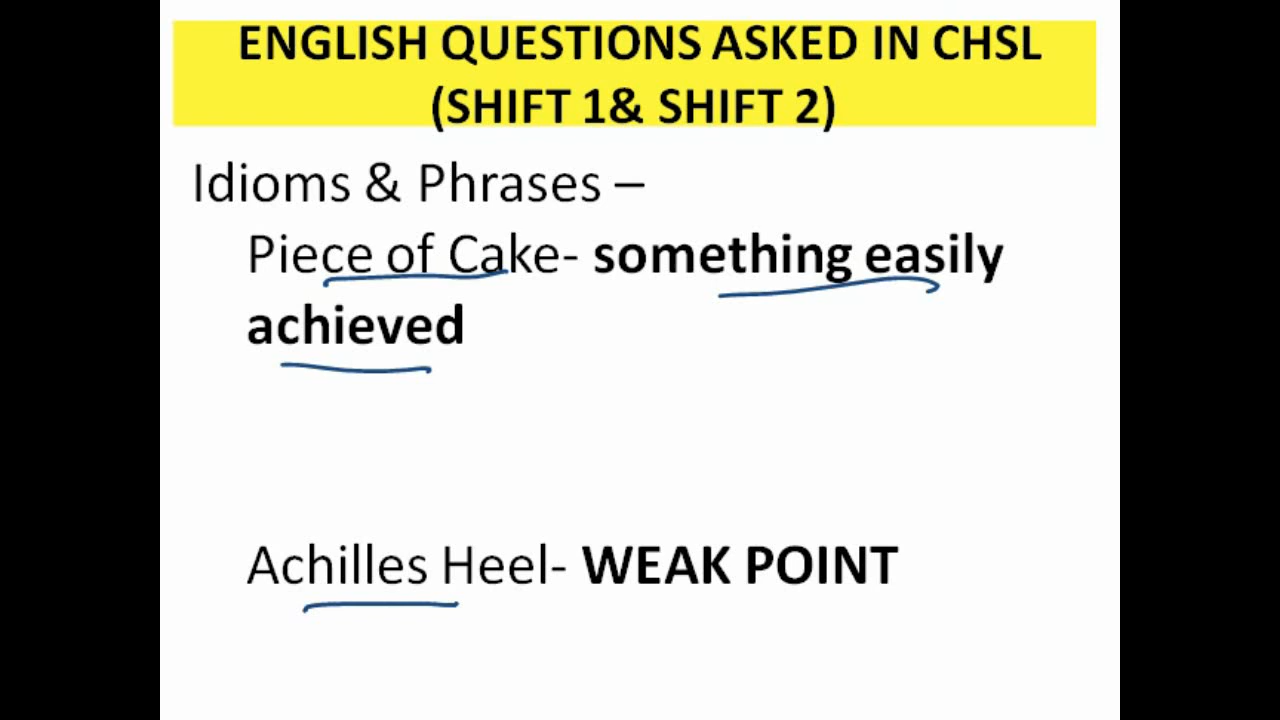 ENGLISH QUESTIONS ASKED IN CHSL
(SHIFT 1& SHIFT 2)
Idioms & Phrases –
Piece of Cake- something easily
achieved
Achilles Heel- WEAK POINT